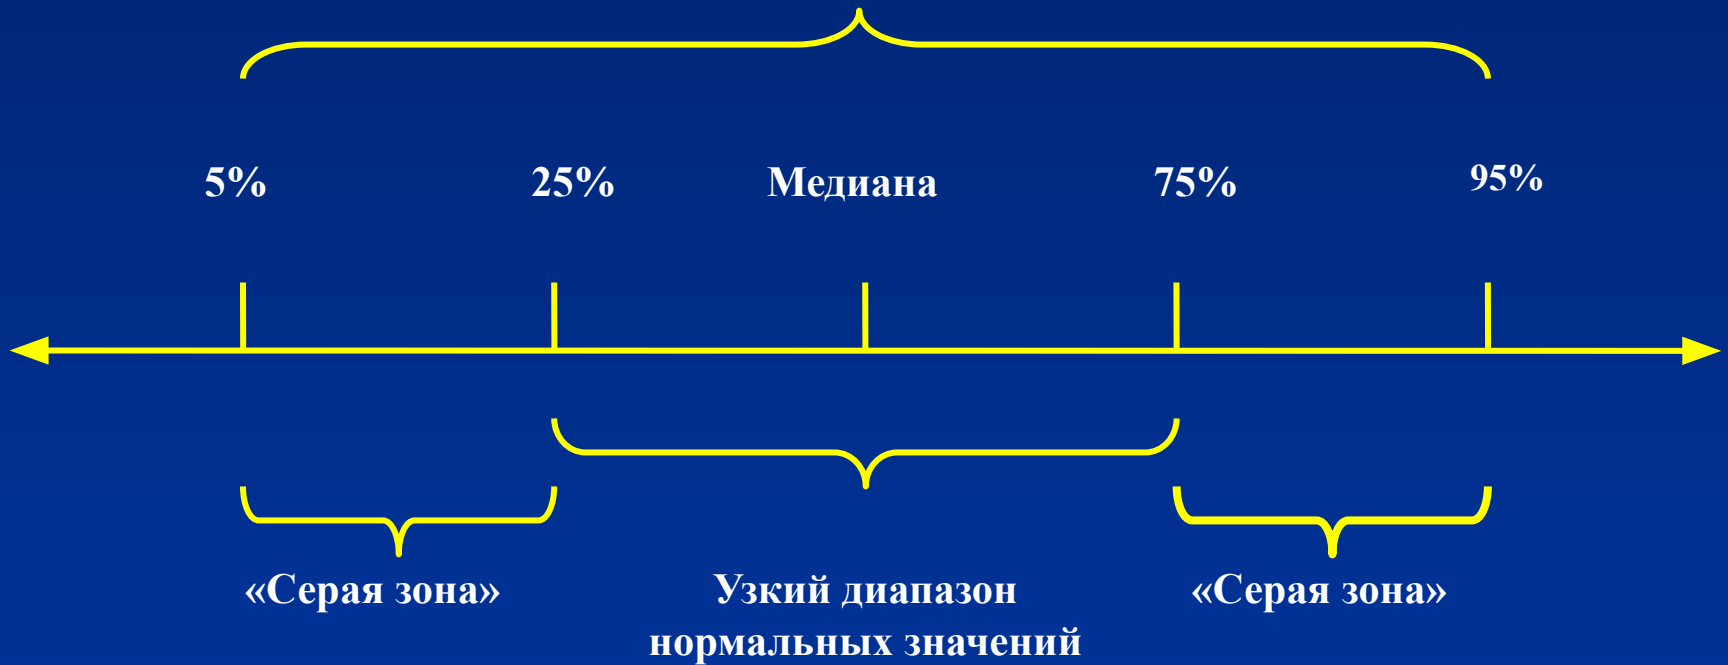 5% 25% Медиана 75% 95%
«Серая зона» Узкий диапазон «Серая зона»
нормальных значений